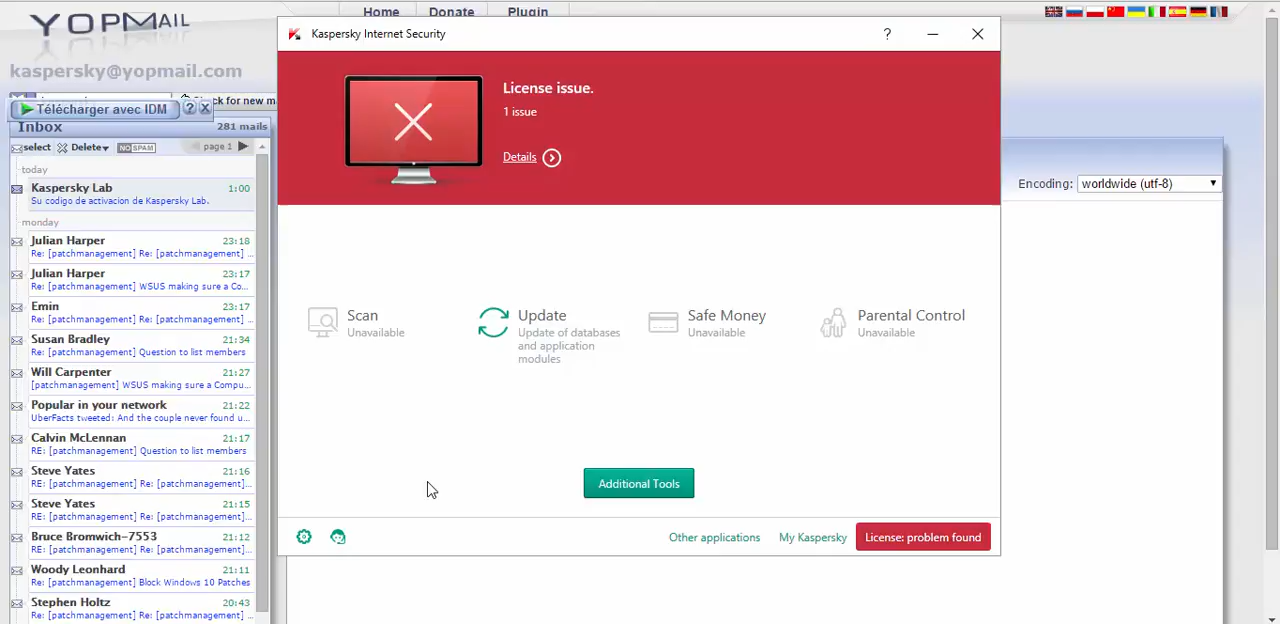 YOPMAIL
Home Donate Plugin
kaspersky@yopmail.com
Check for new m
Télécharger avec IDM ? X
Inbox 281 mails
select Delete NO SPAM page 1
today
Kaspersky Lab 1:00
Su codigo de activacion de Kaspersky Lab.
monday
Julian Harper 23:18
Re: [patchmanagement] Re: [patchmanagement] ...
Julian Harper 23:17
Re: [patchmanagement] WSUS making sure a Co...
Emin 23:17
Re: [patchmanagement] Re: [patchmanagement] ...
Susan Bradley 21:34
Re: [patchmanagement] Question to list members
Will Carpenter 21:27
[patchmanagement] WSUS making sure a Compu...
Popular in your network 21:22
UberFacts tweeted: And the couple never found u...
Calvin McLennan 21:17
RE: [patchmanagement] Question to list members
Steve Yates 21:16
RE: [patchmanagement] Re: [patchmanagement]...
Steve Yates 21:15
RE: [patchmanagement] Re: [patchmanagement]...
Bruce Bromwich-7553 21:12
RE: [patchmanagement] Re: [patchmanagement]...
Woody Leonhard 21:11
Re: [patchmanagement] Block Windows 10 Patches
Stephen Holtz 20:43
Re: [patchmanagement] Re: [patchmanagement]...
Kaspersky Internet Security ?
License issue.
1 issue
Details
Scan
Unavailable
Update
Update of databases
and application
modules
Safe Money
Unavailable
Parental Control
Unavailable
Additional Tools
Other applications My Kaspersky License: problem found
Encoding: worldwide (utf-8)